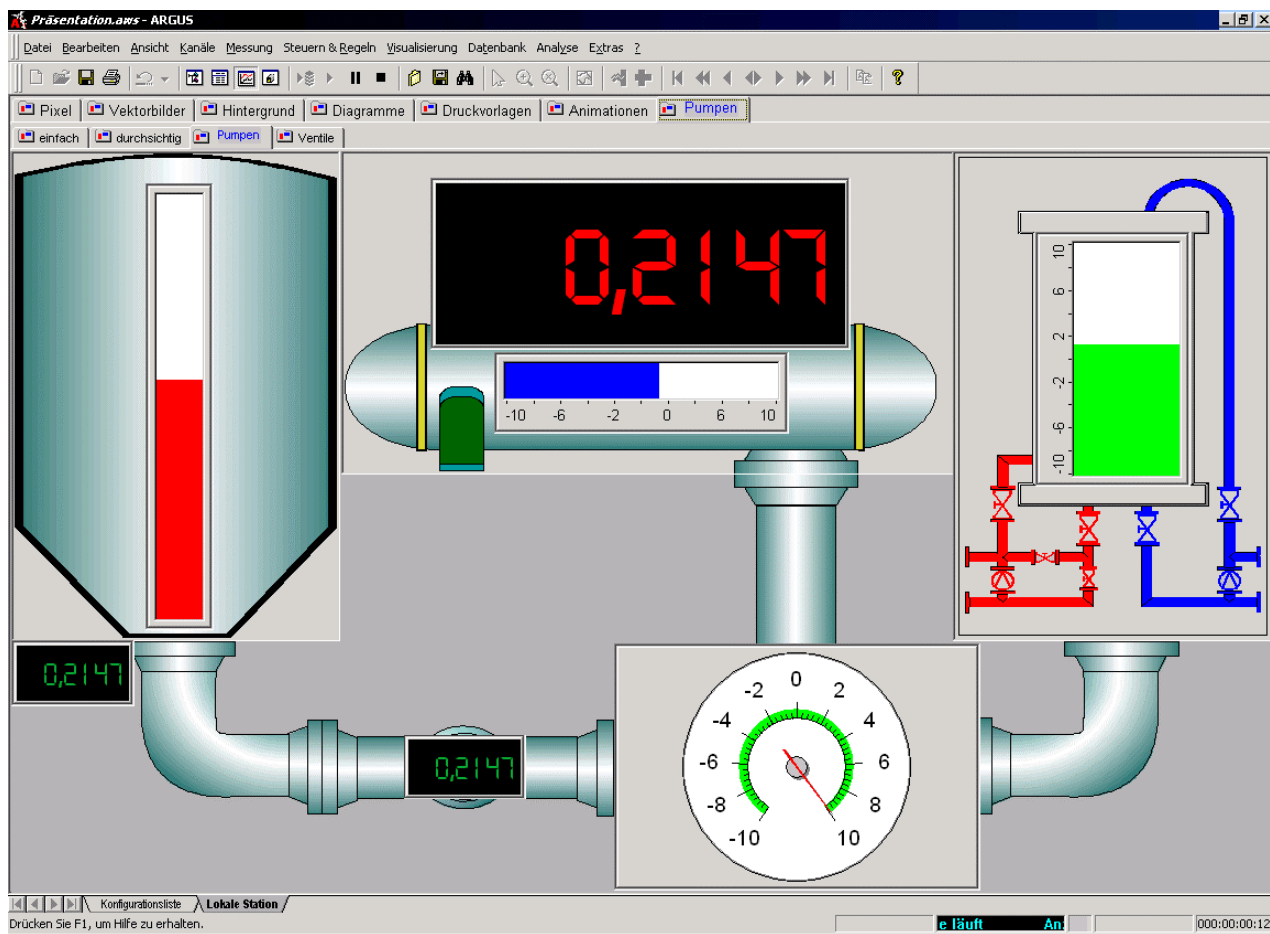 Präsentation.aws - ARGUS
Datei Bearbeiten Ansicht Kanäle Messung Steuern & Regeln Visualisierung Datenbank Analyse Extras ?
Pixel Vektorbilder Hintergrund Diagramme Druckvorlagen Animationen Pumpen
einfach durchsichtig Pumpen Ventile
0,2147
-10 -6 -2 0 6 10
10
6
2
-2
-6
-10
0,2147
0,2147
0
-2 2
-4 4
-6 6
-8 8
-10 10
Konfigurationsliste Lokale Station
Drücken Sie F1, um Hilfe zu erhalten.
e läuft An: 000:00:00:12